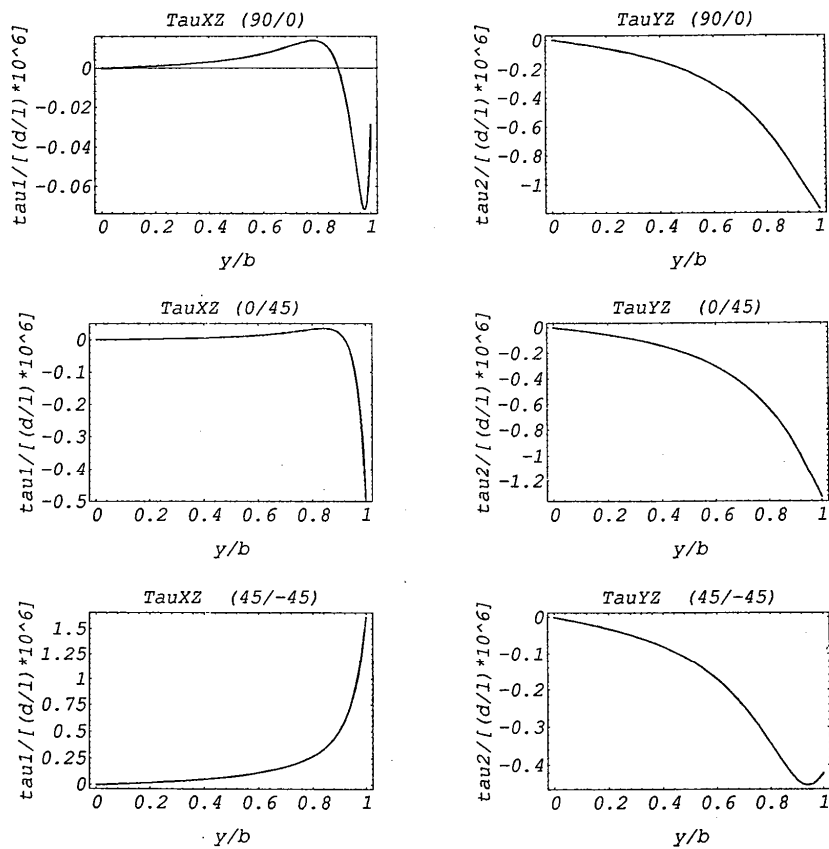 TauXZ (90/0)
tau1/[(d/l)*10^6]
0
-0.02
-0.04
-0.06
0 0.2 0.4 0.6 0.8 1
y/b
TauYZ (90/0)
tau2/[(d/l)*10^6]
0
-0.2
-0.4
-0.6
-0.8
-1
0 0.2 0.4 0.6 0.8 1
y/b
TauXZ (0/45)
tau1/[(d/l)*10^6]
0
-0.1
-0.2
-0.3
-0.4
-0.5
0 0.2 0.4 0.6 0.8 1
y/b
TauYZ (0/45)
tau2/[(d/l)*10^6]
0
-0.2
-0.4
-0.6
-0.8
-1
-1.2
0 0.2 0.4 0.6 0.8 1
y/b
TauXZ (45/-45)
tau1/[(d/l)*10^6]
1.5
1.25
1
0.75
0.5
0.25
0
0 0.2 0.4 0.6 0.8 1
y/b
TauYZ (45/-45)
tau2/[(d/l)*10^6]
0
-0.1
-0.2
-0.3
-0.4
0 0.2 0.4 0.6 0.8 1
y/b